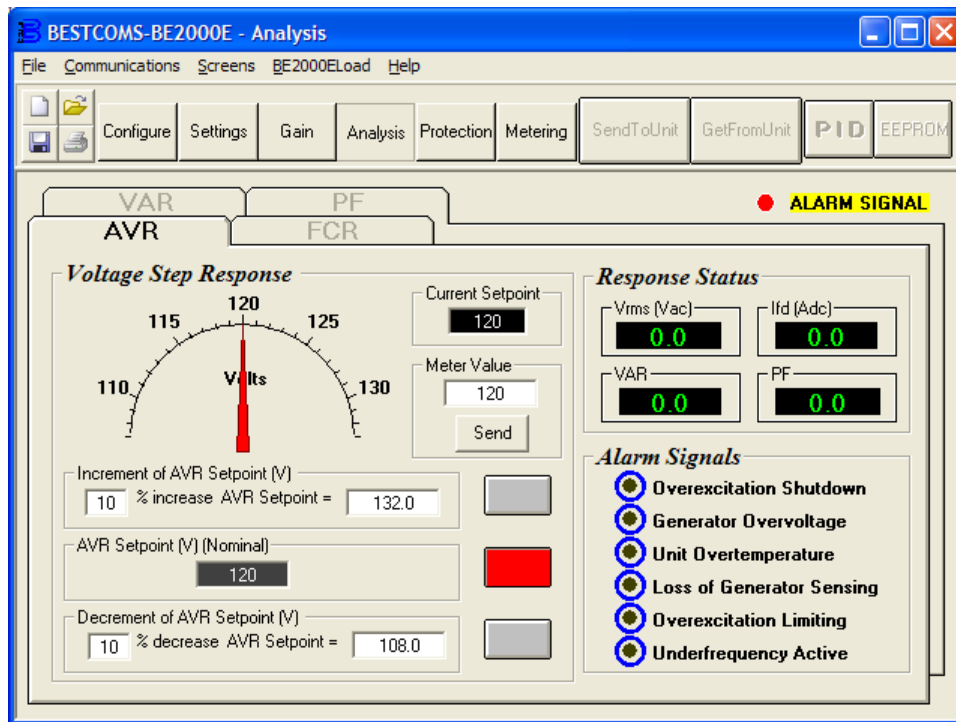 BESTCOMS-BE2000E - Analysis
File Communications Screens BE2000ELoad Help
Configure Settings Gain Analysis Protection Metering SendToUnit GetFromUnit PID EEPROM
VAR PF
ALARM SIGNAL
AVR FCR
Voltage Step Response
110
115
120
125
130
Volts
Current Setpoint
120
Meter Value
120
Send
Increment of AVR Setpoint (V)
10 % increase AVR Setpoint = 132.0
AVR Setpoint (V) (Nominal)
120
Decrement of AVR Setpoint (V)
10 % decrease AVR Setpoint = 108.0
Response Status
Vrms (Vac)
0.0
Ifd (Adc)
0.0
VAR
0.0
PF
0.0
Alarm Signals
Overexcitation Shutdown
Generator Overvoltage
Unit Overtemperature
Loss of Generator Sensing
Overexcitation Limiting
Underfrequency Active